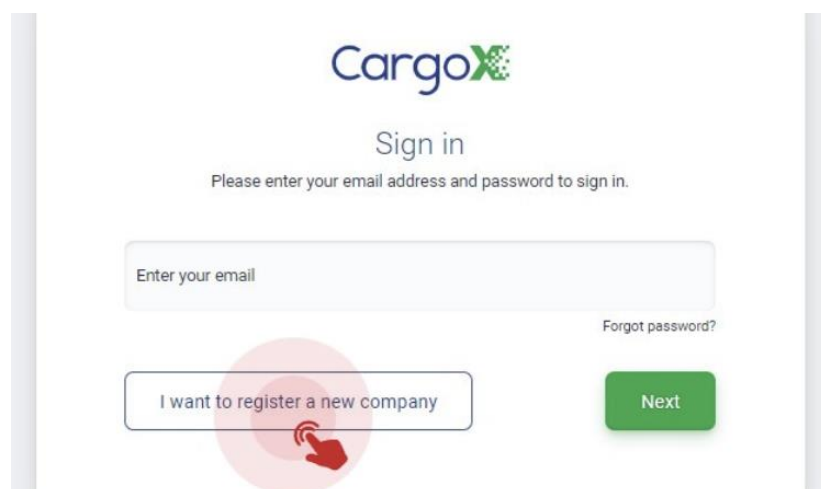 CargoX
Sign in
Please enter your email address and password to sign in.
Enter your email
Forgot password?
I want to register a new company
Next